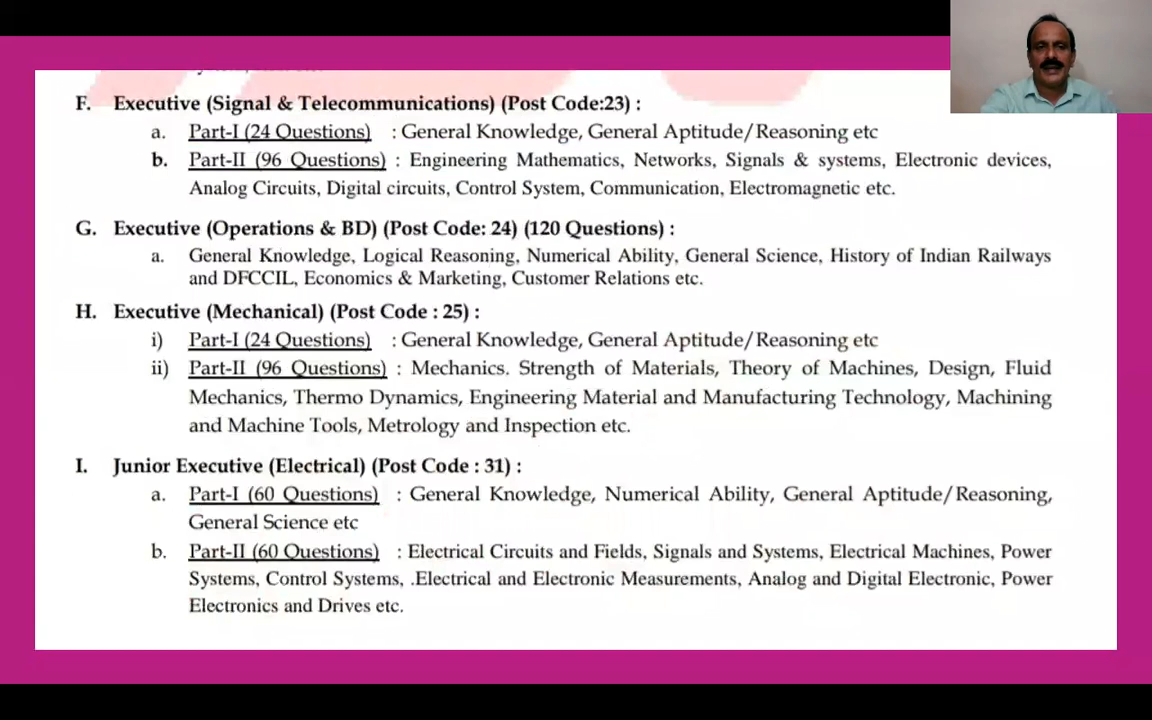 F. Executive (Signal & Telecommunications) (Post Code:23) :
a. Part-I (24 Questions) : General Knowledge, General Aptitude/Reasoning etc
b. Part-II (96 Questions) : Engineering Mathematics, Networks, Signals & systems, Electronic devices,
Analog Circuits, Digital circuits, Control System, Communication, Electromagnetic etc.
G. Executive (Operations & BD) (Post Code: 24) (120 Questions) :
a. General Knowledge, Logical Reasoning, Numerical Ability, General Science, History of Indian Railways
and DFCCIL, Economics & Marketing, Customer Relations etc.
H. Executive (Mechanical) (Post Code : 25) :
i) Part-I (24 Questions) : General Knowledge, General Aptitude/Reasoning etc
ii) Part-II (96 Questions) : Mechanics. Strength of Materials, Theory of Machines, Design, Fluid
Mechanics, Thermo Dynamics, Engineering Material and Manufacturing Technology, Machining
and Machine Tools, Metrology and Inspection etc.
I. Junior Executive (Electrical) (Post Code : 31) :
a. Part-I (60 Questions) : General Knowledge, Numerical Ability, General Aptitude/Reasoning,
General Science etc
b. Part-II (60 Questions) : Electrical Circuits and Fields, Signals and Systems, Electrical Machines, Power
Systems, Control Systems, .Electrical and Electronic Measurements, Analog and Digital Electronic, Power
Electronics and Drives etc.